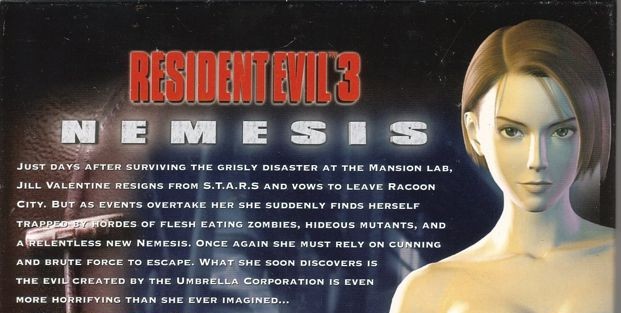 RESIDENT EVIL™ 3
NEMESIS
JUST DAYS AFTER SURVIVING THE GRISLY DISASTER AT THE MANSION LAB,
JILL VALENTINE RESIGNS FROM S.T.A.R.S AND VOWS TO LEAVE RACOON
CITY. BUT AS EVENTS OVERTAKE HER SHE SUDDENLY FINDS HERSELF
TRAPPED BY HORDES OF FLESH EATING ZOMBIES, HIDEOUS MUTANTS, AND
A RELENTLESS NEW NEMESIS. ONCE AGAIN SHE MUST RELY ON CUNNING
AND BRUTE FORCE TO ESCAPE. WHAT SHE SOON DISCOVERS IS
THE EVIL CREATED BY THE UMBRELLA CORPORATION IS EVEN
MORE HORRIFYING THAN SHE EVER IMAGINED...